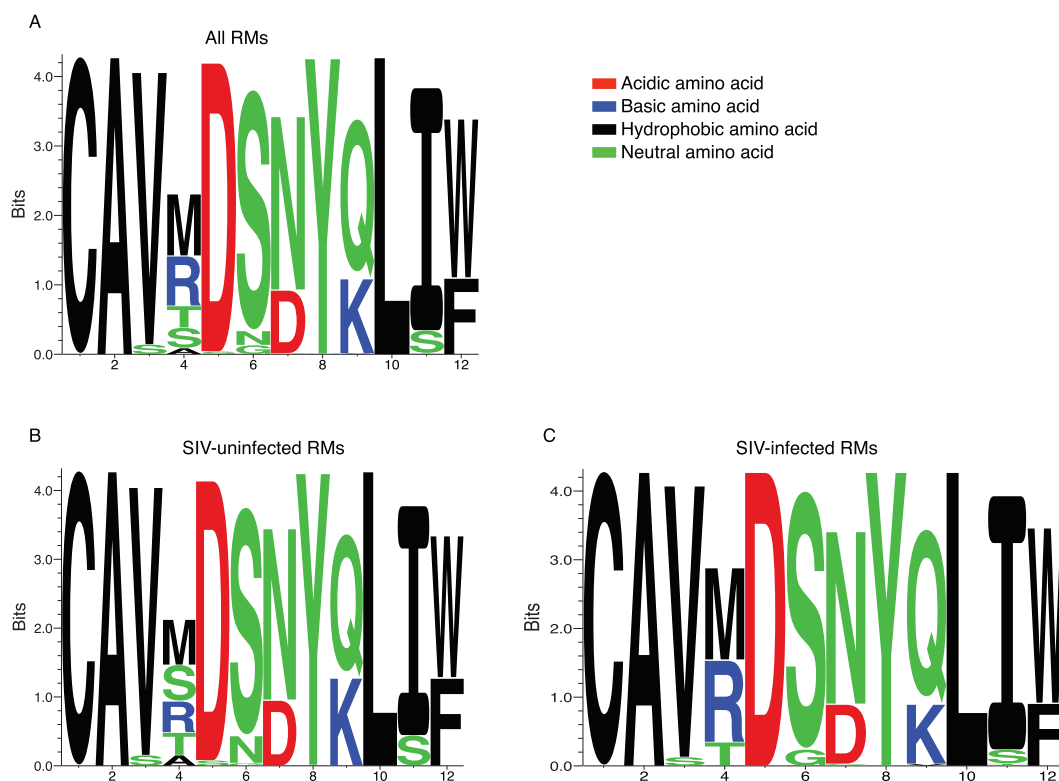 A
All RMs
Acidic amino acid
Basic amino acid
Hydrophobic amino acid
Neutral amino acid
Bits
4.0
3.0
2.0
1.0
0.0
C A V M D S N Y Q L I W
R N D K S F
T G
S
S
A
2 4 6 8 10 12
B
SIV-uninfected RMs
Bits
4.0
3.0
2.0
1.0
0.0
C A V M D S N Y Q L I W
S S N D K S F
R
T
A
2 4 6 8 10 12
C
SIV-infected RMs
Bits
4.0
3.0
2.0
1.0
0.0
C A V M D S N Y Q L I W
S R G D K S F
T
2 4 6 8 10 12